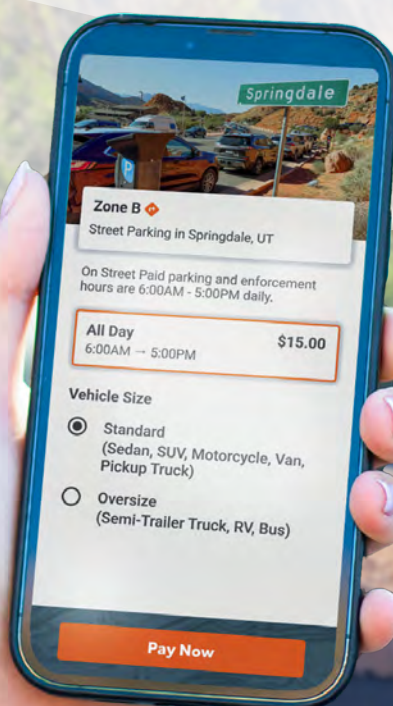 Springdale
P
Zone B
Street Parking in Springdale, UT
On Street Paid parking and enforcement
hours are 6:00AM - 5:00PM daily.
All Day $15.00
6:00AM → 5:00PM
Vehicle Size
Standard
(Sedan, SUV, Motorcycle, Van,
Pickup Truck)
Oversize
(Semi-Trailer Truck, RV, Bus)
Pay Now